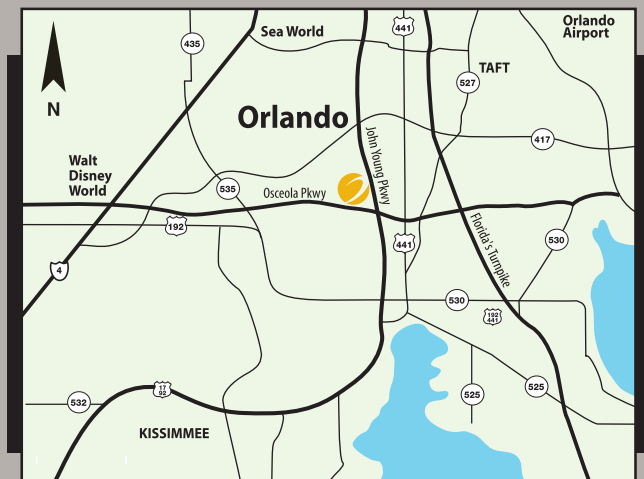 441
Orlando
Airport
Sea World
435
TAFT
527
N
Orlando
417
John Young Pkwy
Walt
Disney
World
535
Osceola Pkwy
192
441
Florida's Turnpike
530
4
530
192
441
17
92
525
525
532
KISSIMMEE